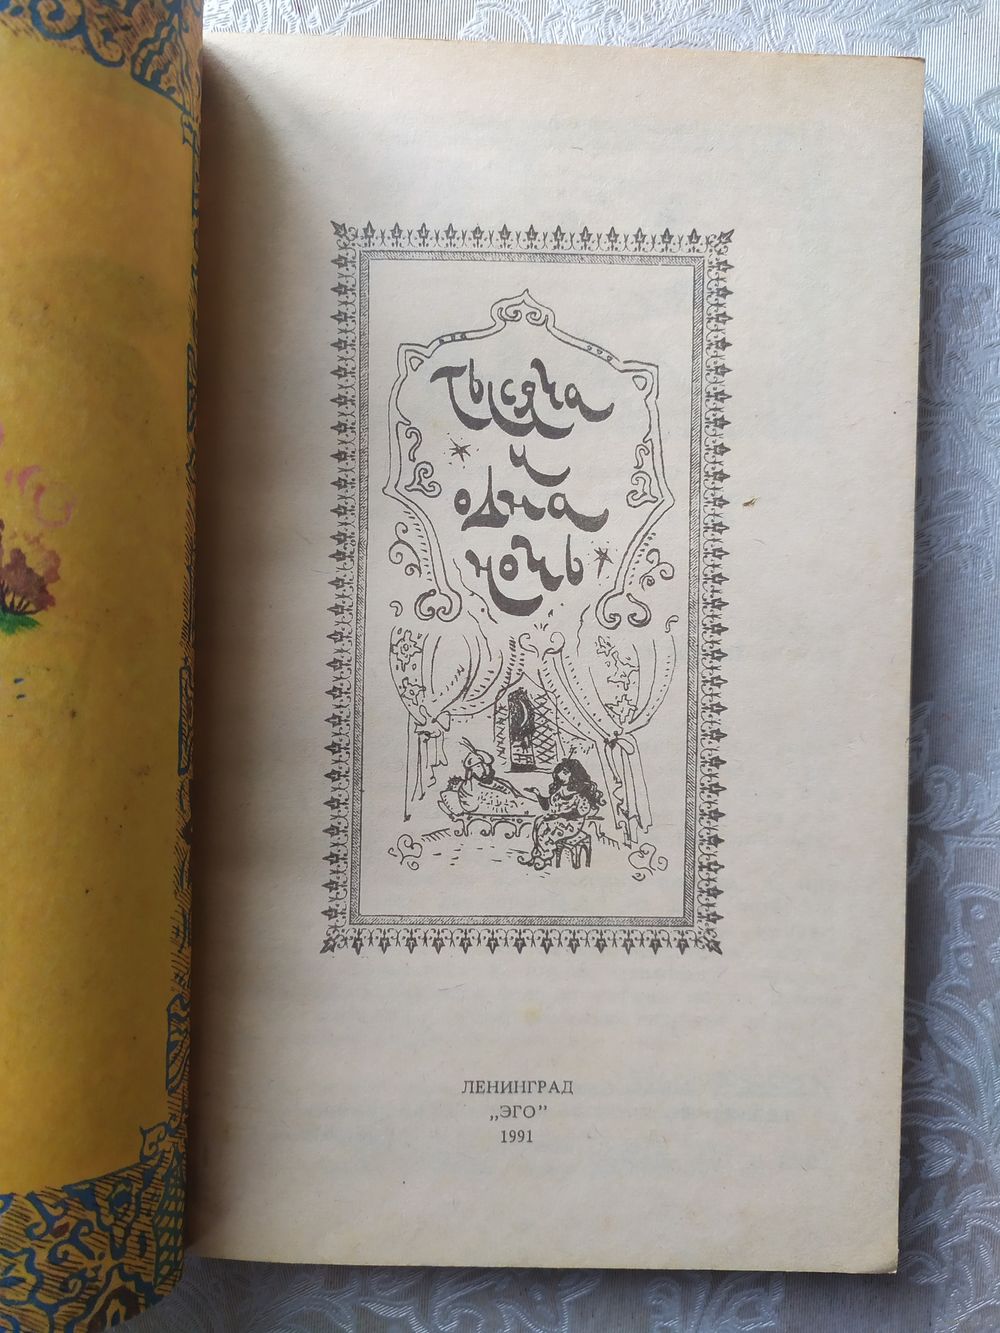 Тысяча
и
одна
ночь
ЛЕНИНГРАД
„ЭГО”
1991